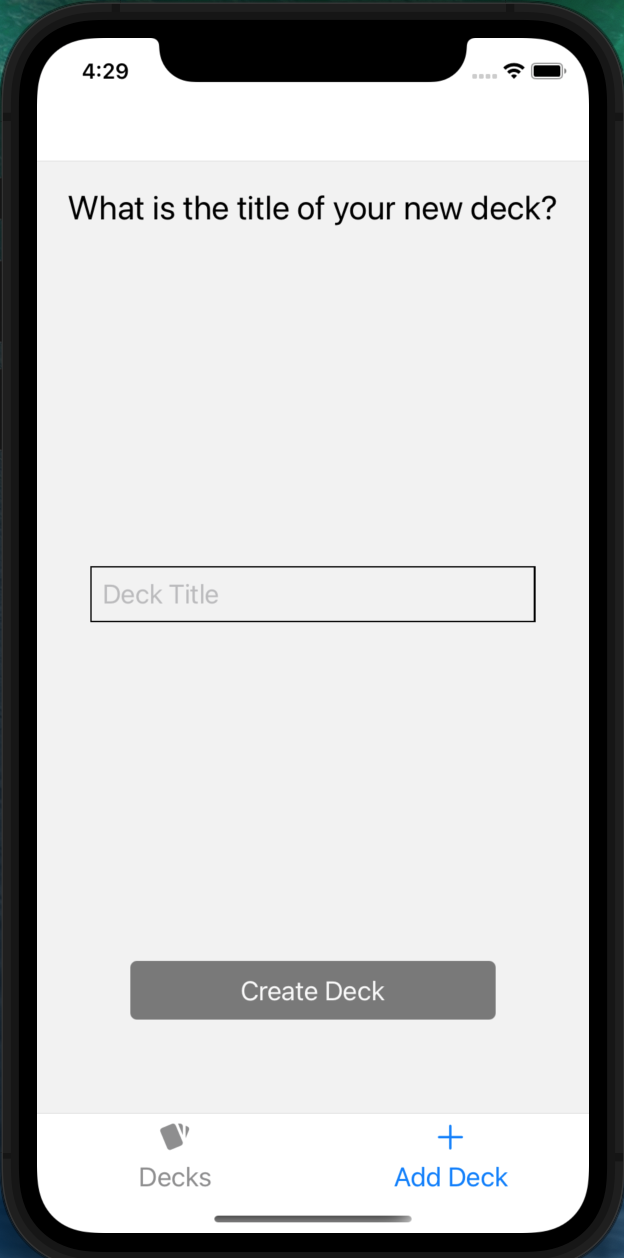 4:29
What is the title of your new deck?
Deck Title
Create Deck
Decks
Add Deck